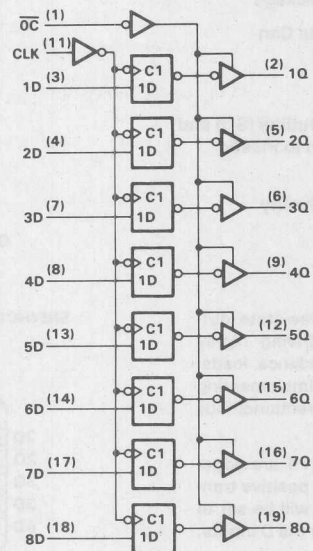 OC (1)
CLK (11)
C1
1D (3) 1D (2) 1Q
C1
2D (4) 1D (5) 2Q
C1
3D (7) 1D (6) 3Q
C1
4D (8) 1D (9) 4Q
C1
5D (13) 1D (12) 5Q
C1
6D (14) 1D (15) 6Q
C1
7D (17) 1D (16) 7Q
C1
8D (18) 1D (19) 8Q